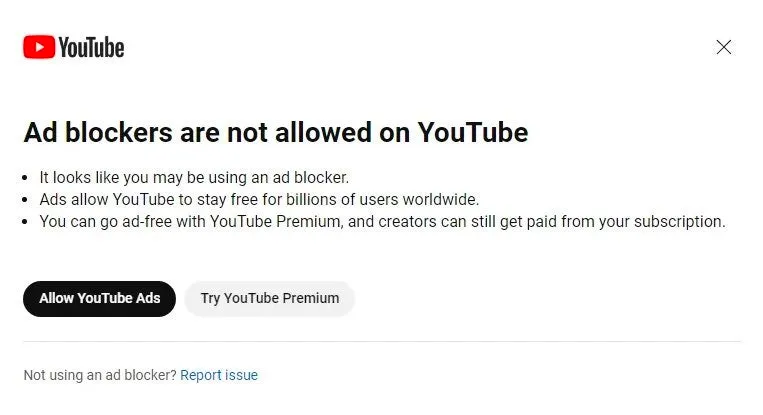 YouTube
Ad blockers are not allowed on YouTube
It looks like you may be using an ad blocker.
Ads allow YouTube to stay free for billions of users worldwide.
You can go ad-free with YouTube Premium, and creators can still get paid from your subscription.
Allow YouTube Ads Try YouTube Premium
Not using an ad blocker? Report issue